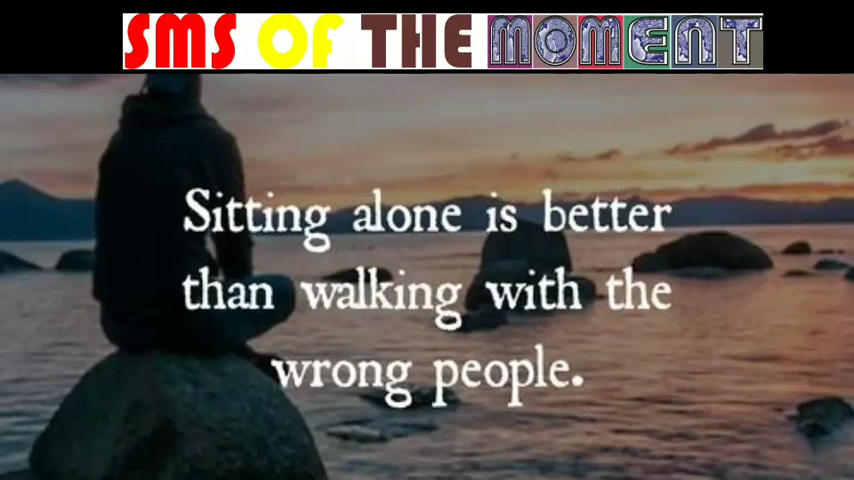 SMS OF THE MOMENT
Sitting alone is better
than walking with the
wrong people.